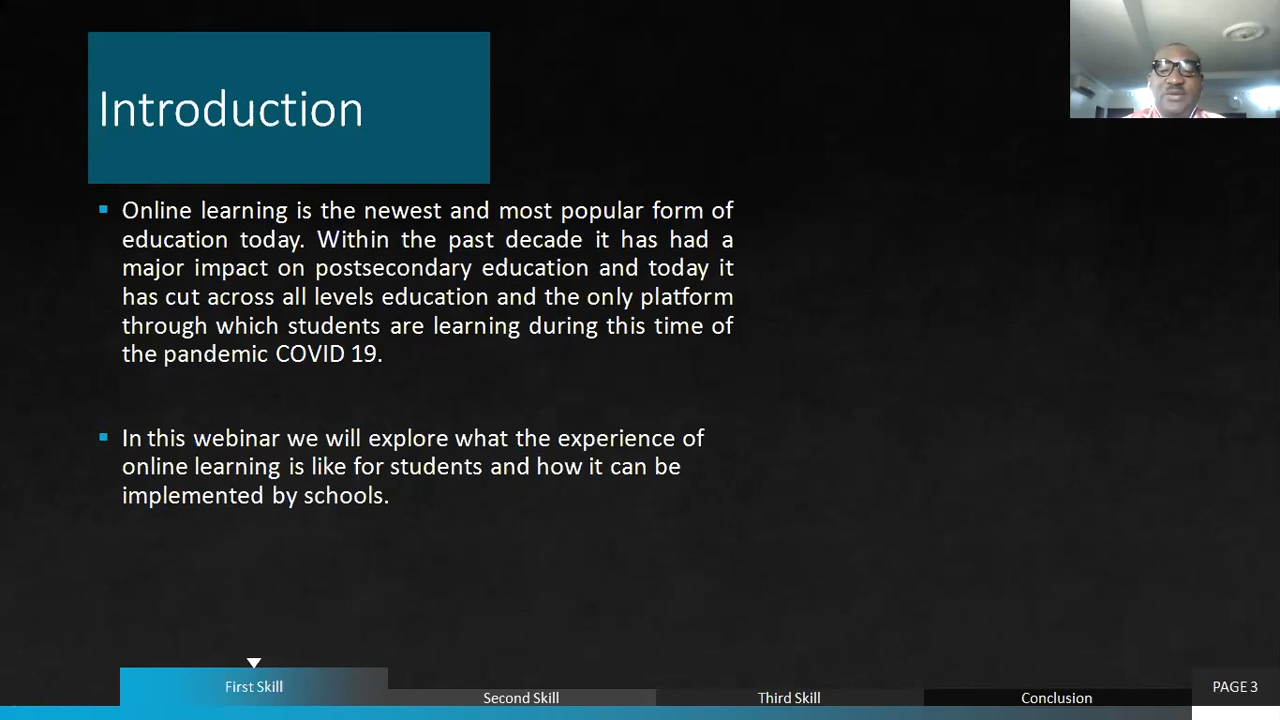 Introduction
Online learning is the newest and most popular form of
education today. Within the past decade it has had a
major impact on postsecondary education and today it
has cut across all levels education and the only platform
through which students are learning during this time of
the pandemic COVID 19.
In this webinar we will explore what the experience of
online learning is like for students and how it can be
implemented by schools.
First Skill
Second Skill
Third Skill
Conclusion
PAGE 3